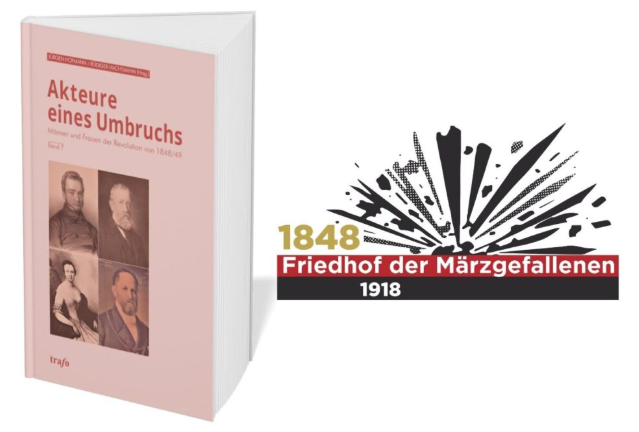 JÜRGEN HOFMANN / RÜDIGER HACHTMANN (Hrsg.)
Akteure
eines Umbruchs
Männer und Frauen der Revolution von 1848/49
Band 7
trafo
1848
Friedhof der Märzgefallenen
1918